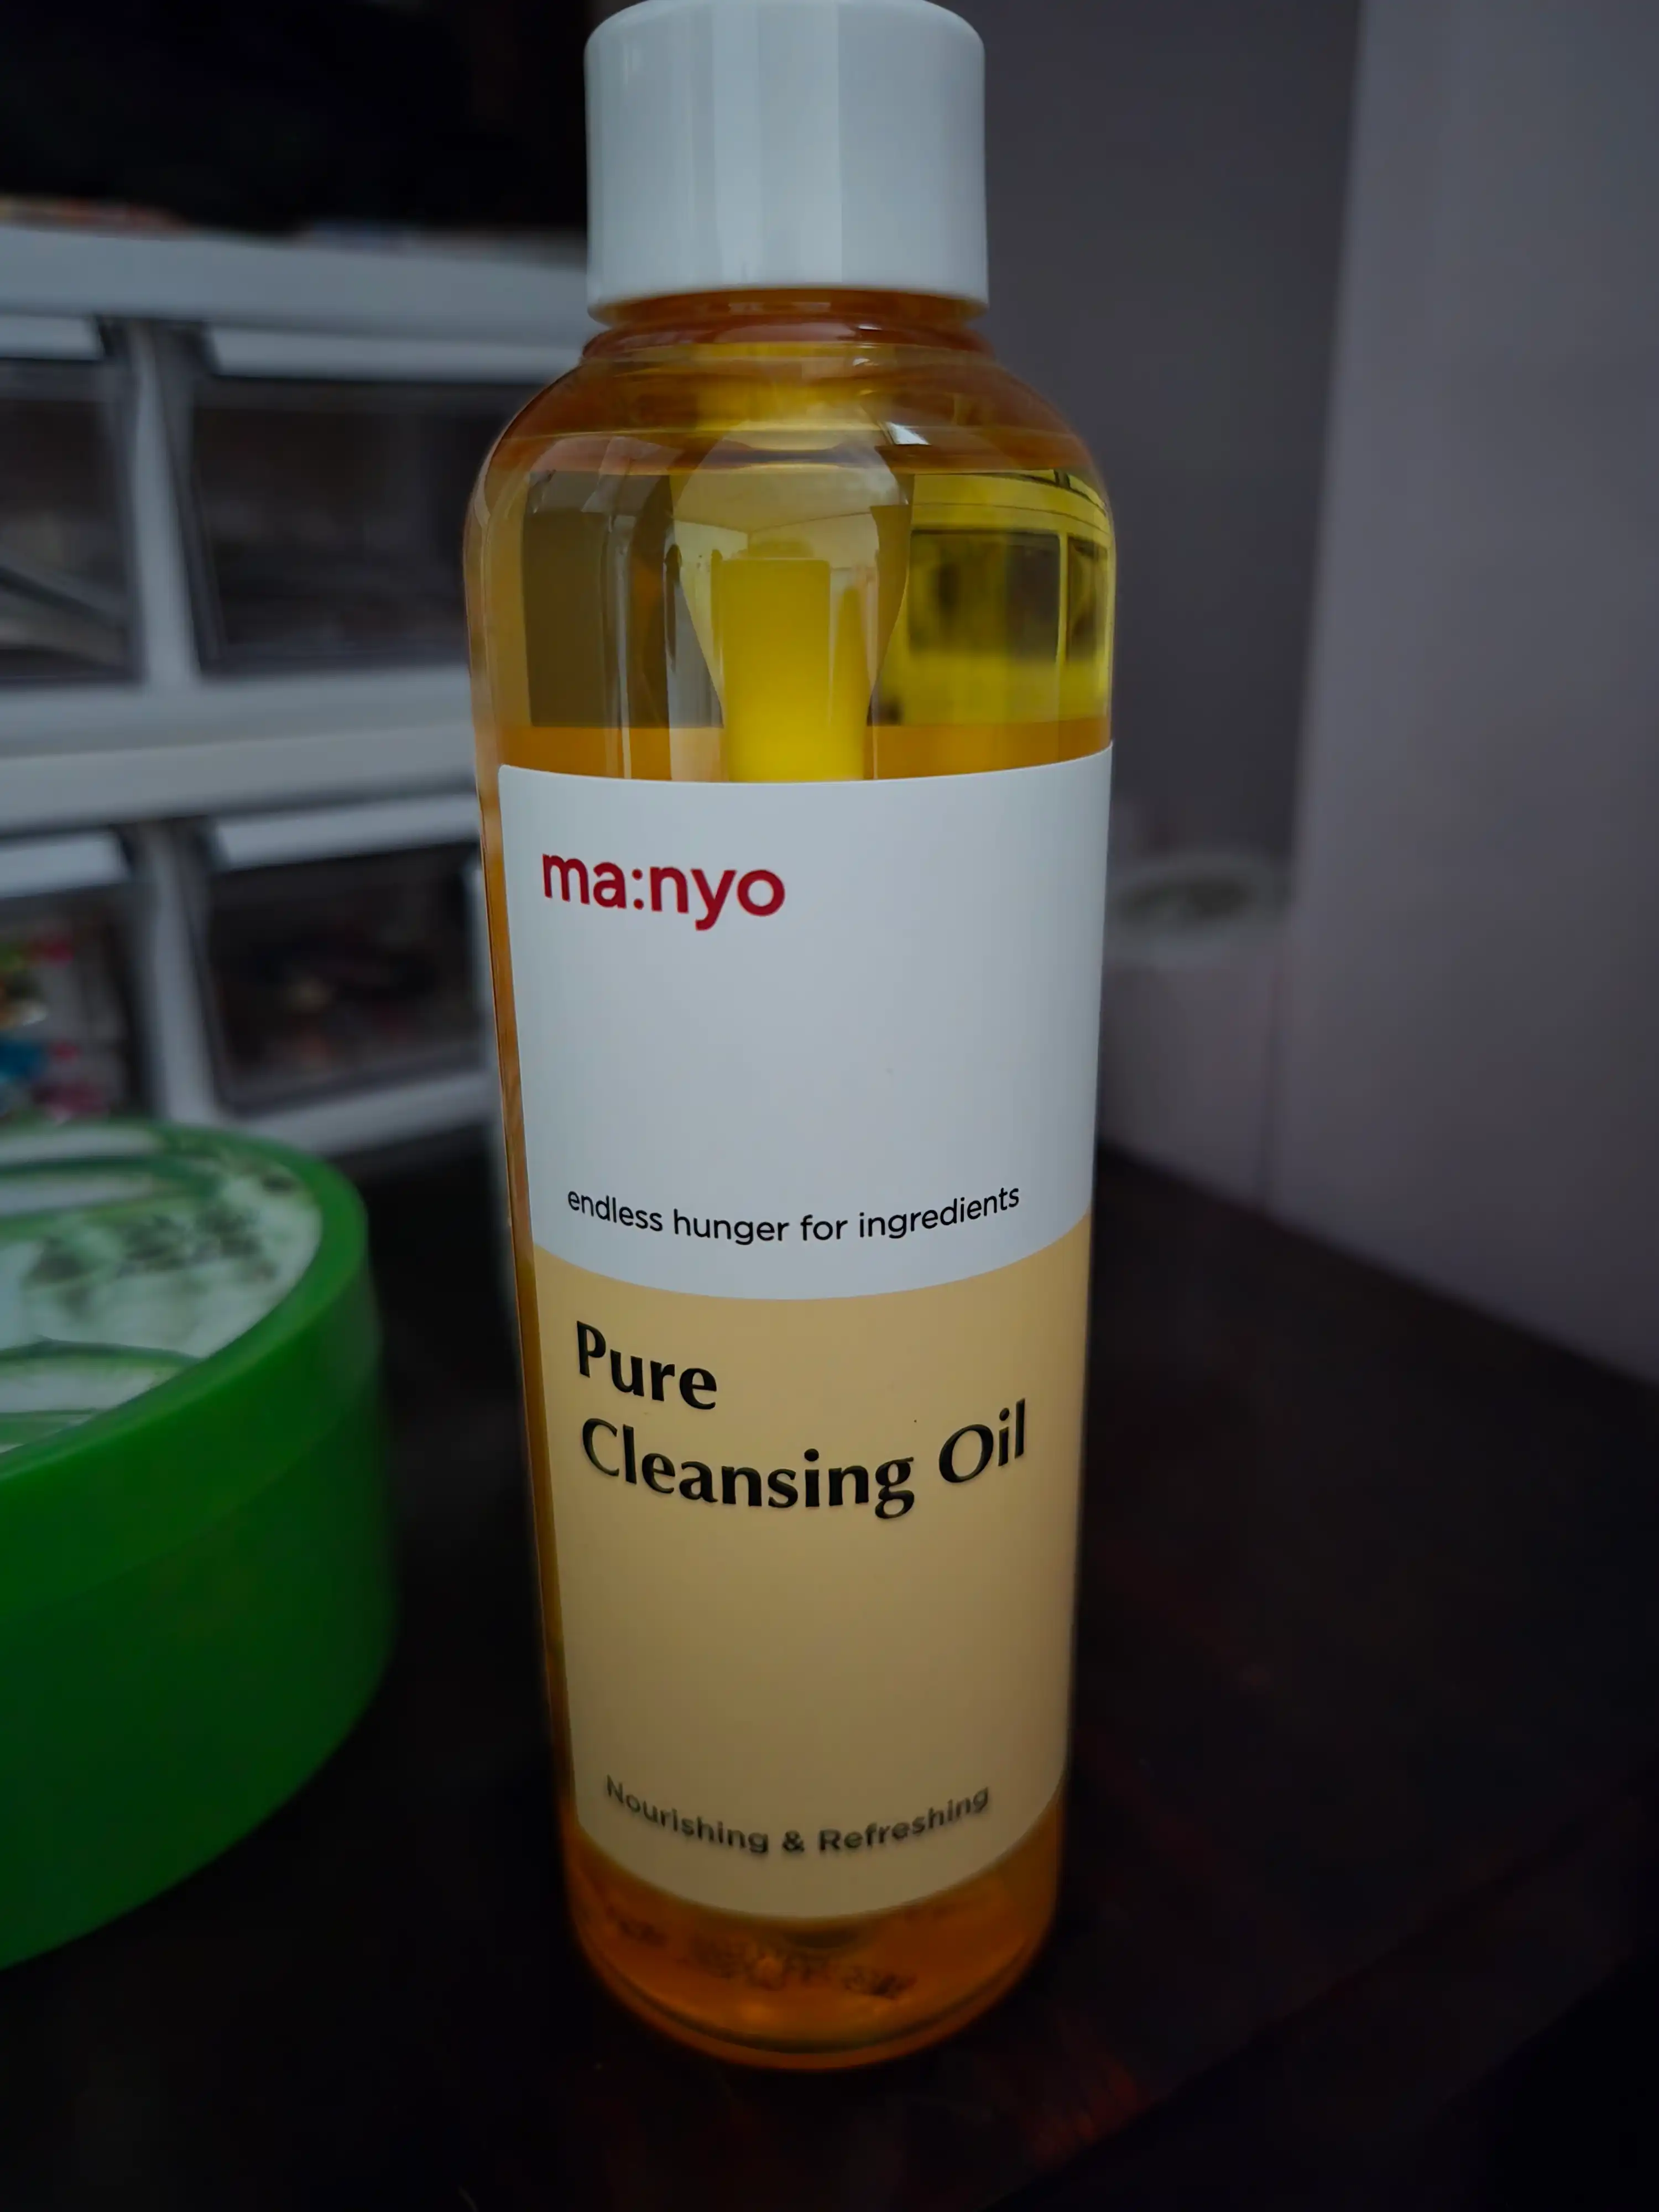 ma:nyo
endless hunger for ingredients
Pure
Cleansing Oil
Nourishing & Refreshing